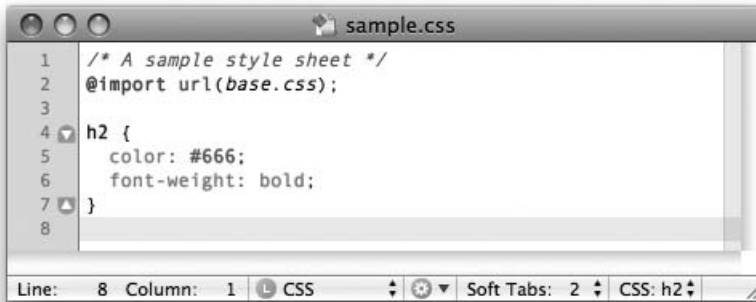 sample.css
1 /* A sample style sheet */
2 @import url(base.css);
3
4 h2 {
5   color: #666;
6   font-weight: bold;
7 }
8
Line: 8 Column: 1 L CSS Soft Tabs: 2 CSS: h2